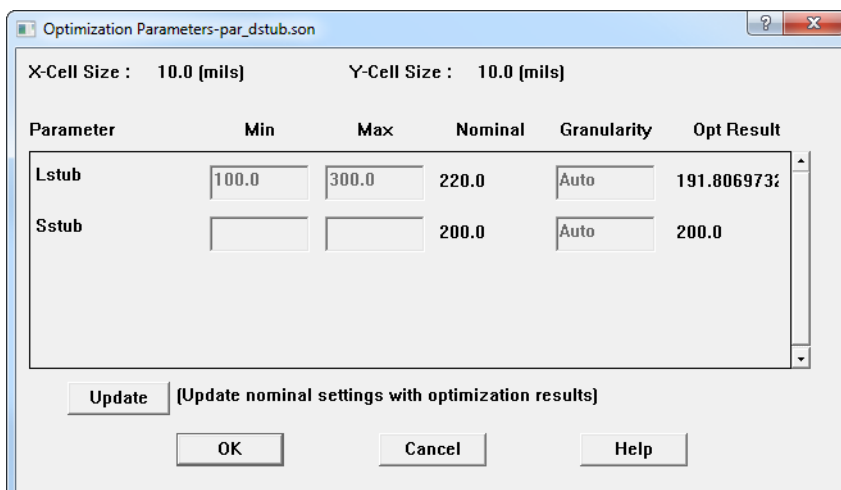 Optimization Parameters-par_dstub.son
X-Cell Size : 10.0 (mils) Y-Cell Size : 10.0 (mils)
Parameter Min Max Nominal Granularity Opt Result
Lstub 100.0 300.0 220.0 Auto 191.8069732
Sstub 200.0 Auto 200.0
Update (Update nominal settings with optimization results)
OK Cancel Help